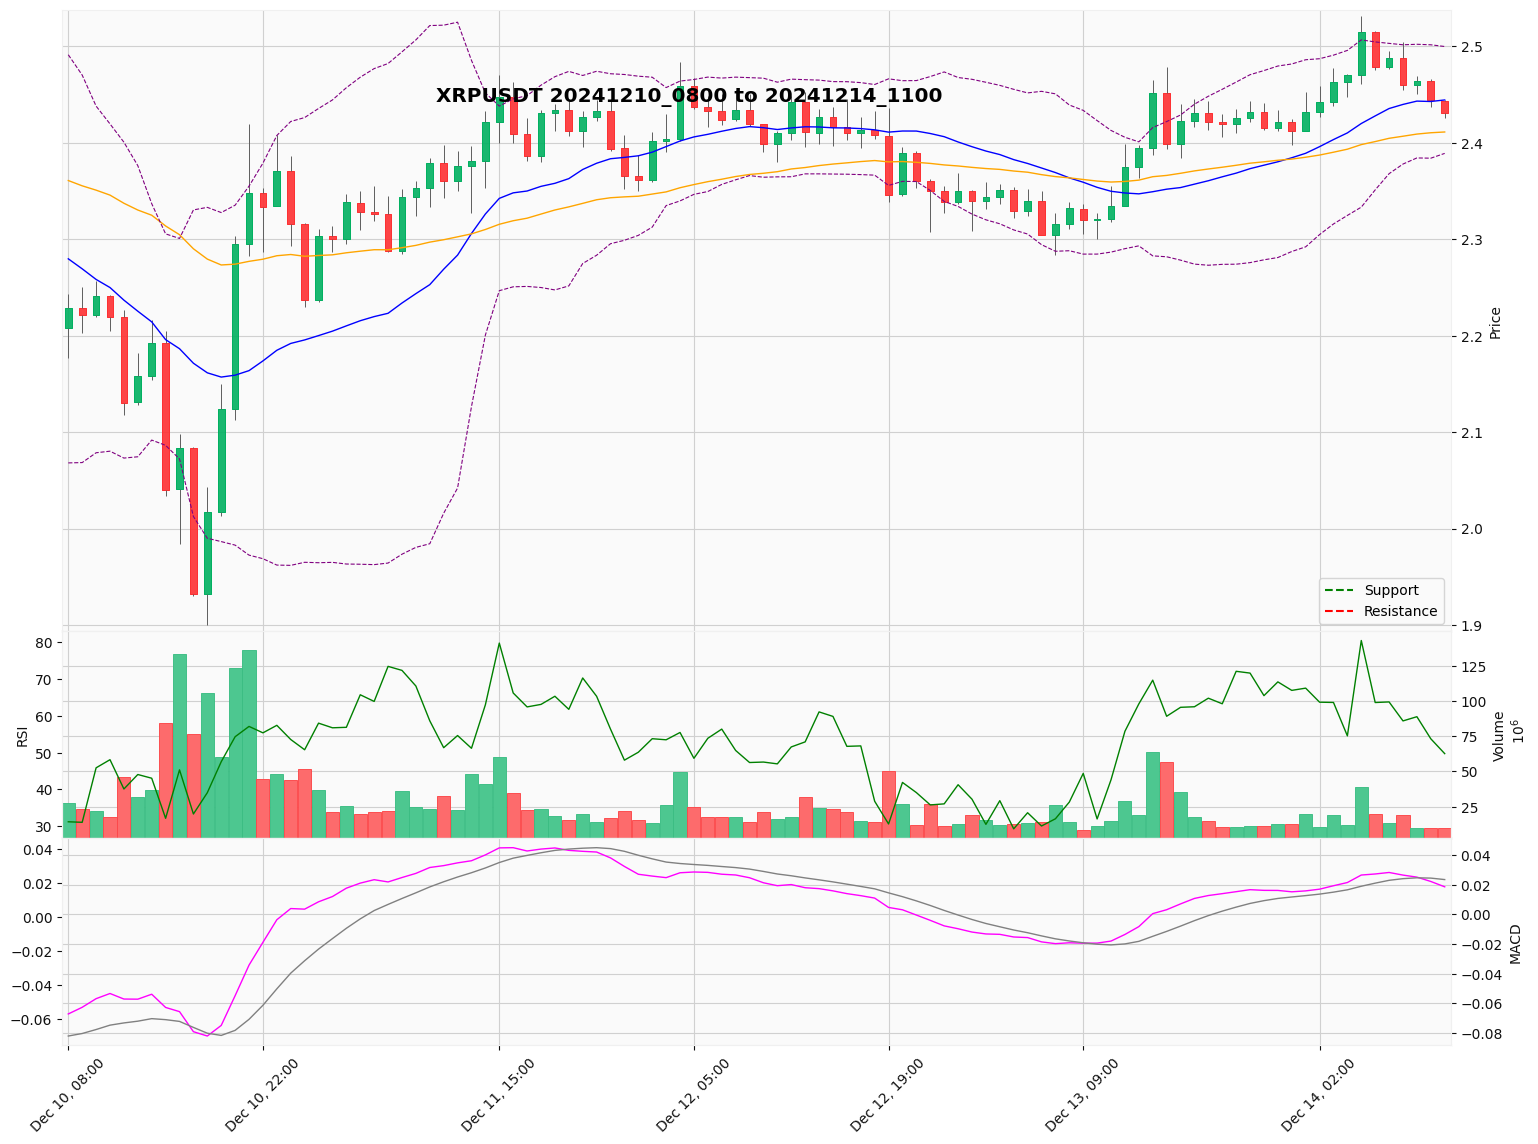 XRPUSDT 20241210_0800 to 20241214_1100
2.5
2.4
2.3
2.2
2.1
2.0
1.9
Price
Support
Resistance
80
70
60
50
40
30
RSI
125
100
75
50
25
Volume
10^6
0.04
0.02
0.00
−0.02
−0.04
−0.06
0.04
0.02
0.00
−0.02
−0.04
−0.06
−0.08
MACD
Dec 10, 08:00
Dec 10, 22:00
Dec 11, 15:00
Dec 12, 05:00
Dec 12, 19:00
Dec 13, 09:00
Dec 14, 02:00